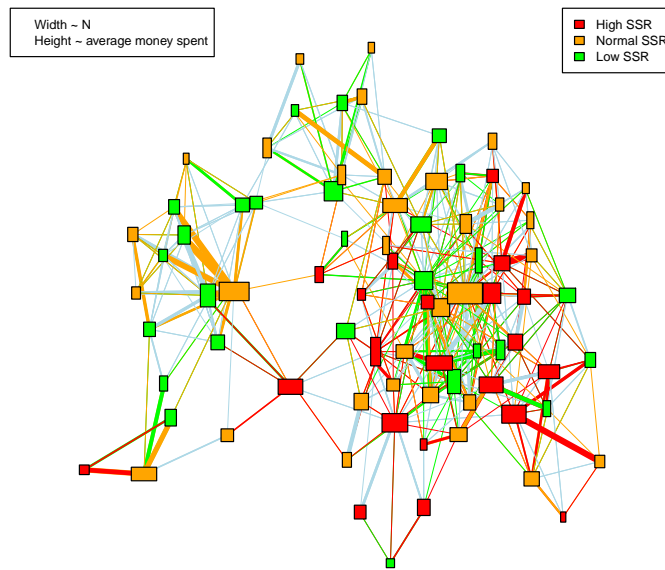 Width ~ N
Height ~ average money spent
High SSR
Normal SSR
Low SSR